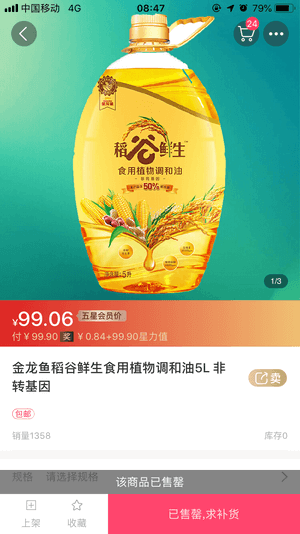 中国移动 4G 08:47 79%
24
稻谷鲜生
食用植物调和油
50%
5升
1/3
¥99.06 五星会员价
付¥99.90 奖 ¥0.84+99.90星力值
金龙鱼稻谷鲜生食用植物调和油5L 非
转基因
卖
包邮
销量1358 库存0
规格 请选择规格
该商品已售罄
上架 收藏 已售罄,求补货